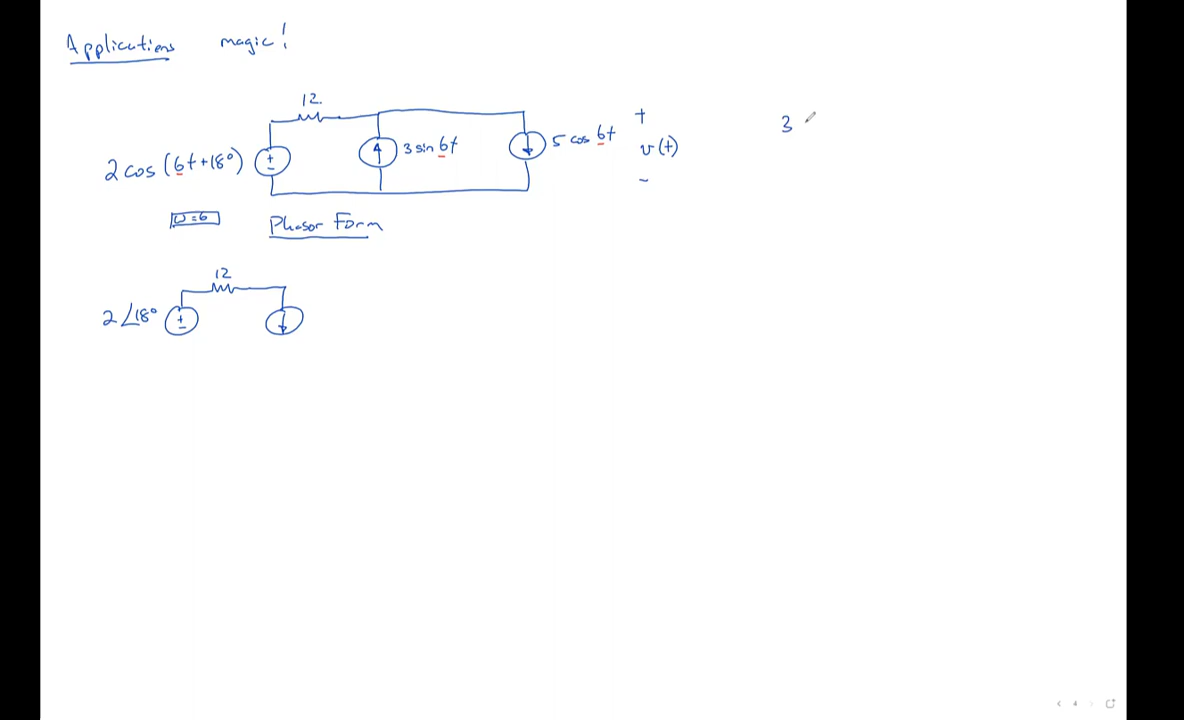 Applications magic!
12
2 cos (6t+18°) + - 3 sin 6t 5 cos 6t + v(t) -
3
ω=6 Phasor Form
12
2∠18° + -